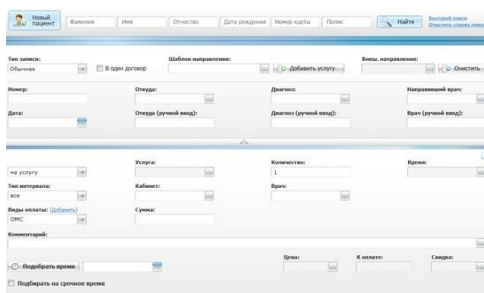 Новый пациент
Фамилия
Имя
Отчество
Дата рождения
Номер карты
Полис
Найти
Быстрый поиск
Очистить строку поиска
Тип записи:
Шаблон направления:
Внеш. направление:
Обычная
В один договор
Добавить услугу
Очистить
Номер:
Откуда:
Диагноз:
Направивший врач:
Дата:
Откуда (ручной ввод):
Диагноз (ручной ввод):
Врач (ручной ввод):
Услуга:
Количество:
Время:
на услугу
1
Тип интервала:
Кабинет:
Врач:
все
Виды оплаты: (Добавить)
Сумма:
ОМС
Комментарий:
Цена:
К оплате:
Скидка:
Подобрать время
Подбирать на срочное время